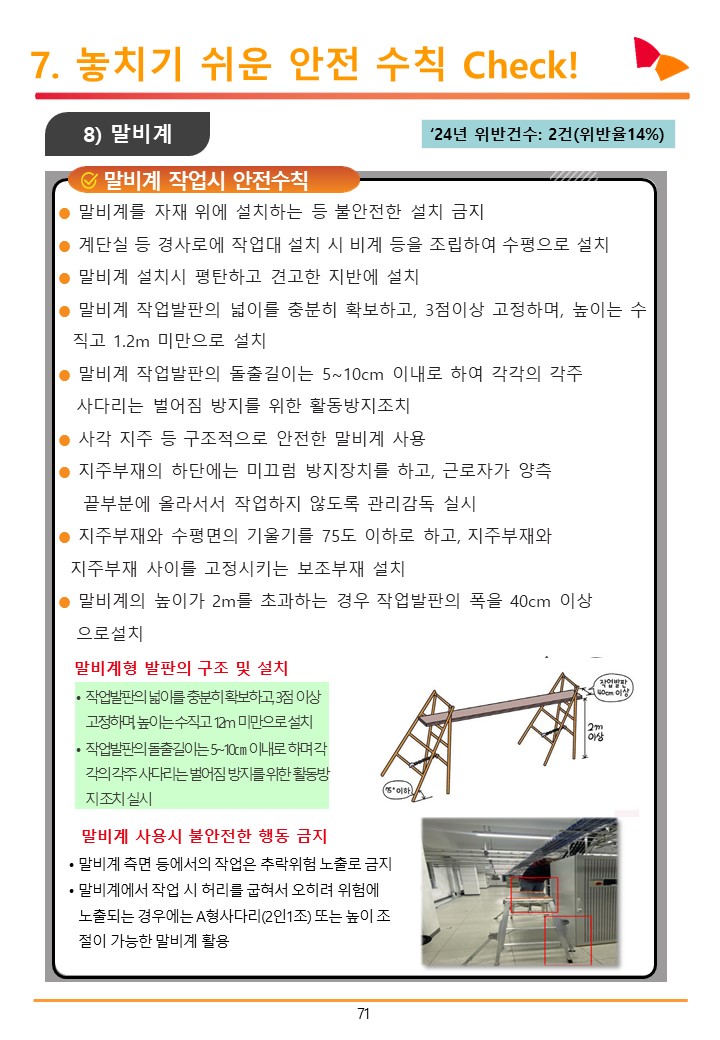 7. 놓치기 쉬운 안전 수칙 Check!
8) 말비계
‘24년 위반건수: 2건(위반율14%)
말비계 작업시 안전수칙
● 말비계를 자재 위에 설치하는 등 불안전한 설치 금지
● 계단실 등 경사로에 작업대 설치 시 비계 등을 조립하여 수평으로 설치
● 말비계 설치시 평탄하고 견고한 지반에 설치
● 말비계 작업발판의 넓이를 충분히 확보하고, 3점이상 고정하며, 높이는 수
직고 1.2m 미만으로 설치
● 말비계 작업발판의 돌출길이는 5~10cm 이내로 하여 각각의 각주
사다리는 벌어짐 방지를 위한 활동방지조치
● 사각 지주 등 구조적으로 안전한 말비계 사용
● 지주부재의 하단에는 미끄럼 방지장치를 하고, 근로자가 양측
끝부분에 올라서서 작업하지 않도록 관리감독 실시
● 지주부재와 수평면의 기울기를 75도 이하로 하고, 지주부재와
지주부재 사이를 고정시키는 보조부재 설치
● 말비계의 높이가 2m를 초과하는 경우 작업발판의 폭을 40cm 이상
으로설치
말비계형 발판의 구조 및 설치
• 작업발판의 넓이를 충분히 확보하고, 3점 이상
고정하며, 높이는 수직고 12m 미만으로 설치
• 작업발판의 돌출길이는 5~10㎝ 이내로 하며 각
각의 각주 사다리는 벌어짐 방지를 위한 활동방
지 조치 실시
작업발판
40cm 이상
2m
이상
75° 이하
말비계 사용시 불안전한 행동 금지
• 말비계 측면 등에서의 작업은 추락위험 노출로 금지
• 말비계에서 작업 시 허리를 굽혀서 오히려 위험에
노출되는 경우에는 A형사다리(2인1조) 또는 높이 조
절이 가능한 말비계 활용
71